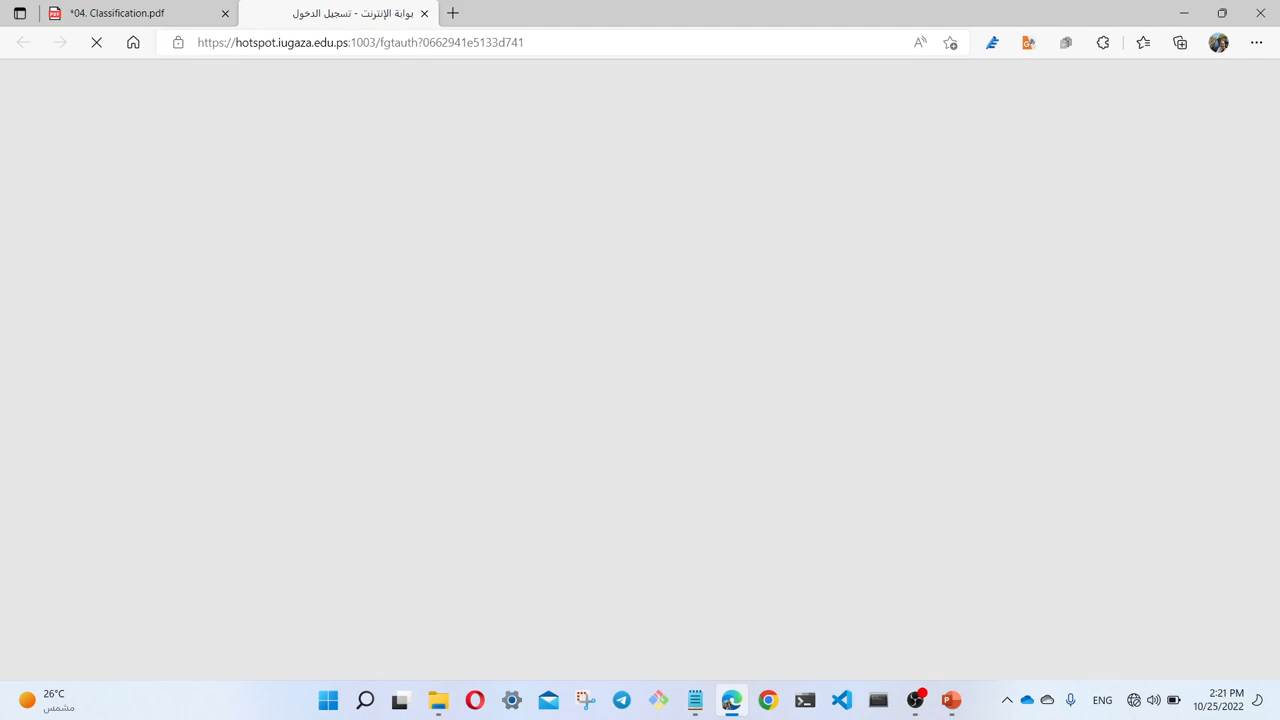 *04. Classification.pdf
بوابة الإنترنت - تسجيل الدخول
https://hotspot.iugaza.edu.ps:1003/fgtauth?0662941e5133d741
26°C
مشمس
ENG
2:21 PM
10/25/2022